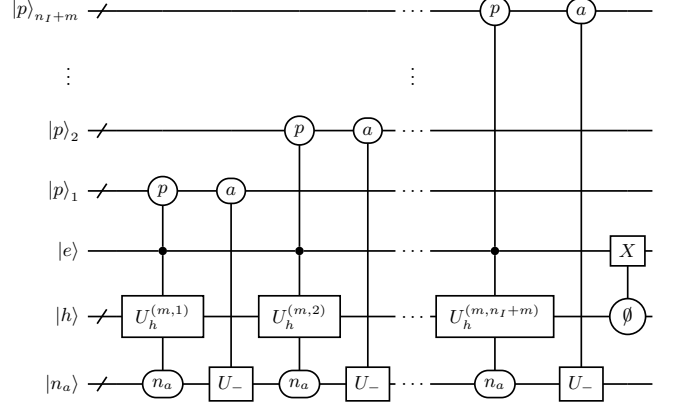 |p⟩_{n_I+m} ··· p a
⋮ ⋮
|p⟩_2 p a ···
|p⟩_1 p a ···
|e⟩ ··· X
|h⟩ U_h^{(m,1)} U_h^{(m,2)} ··· U_h^{(m,n_I+m)} ∅
|n_a⟩ n_a U_− n_a U_− ··· n_a U_−